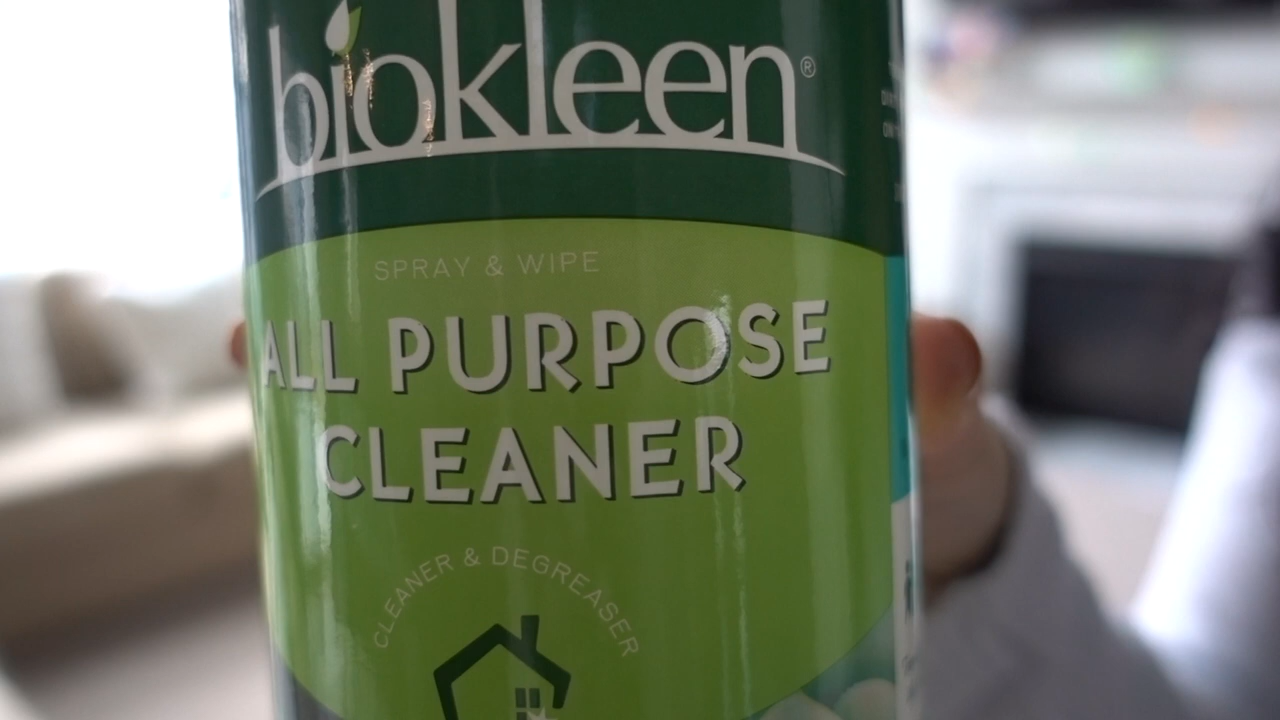 biokleen®
SPRAY & WIPE
ALL PURPOSE
CLEANER
CLEANER & DEGREASER